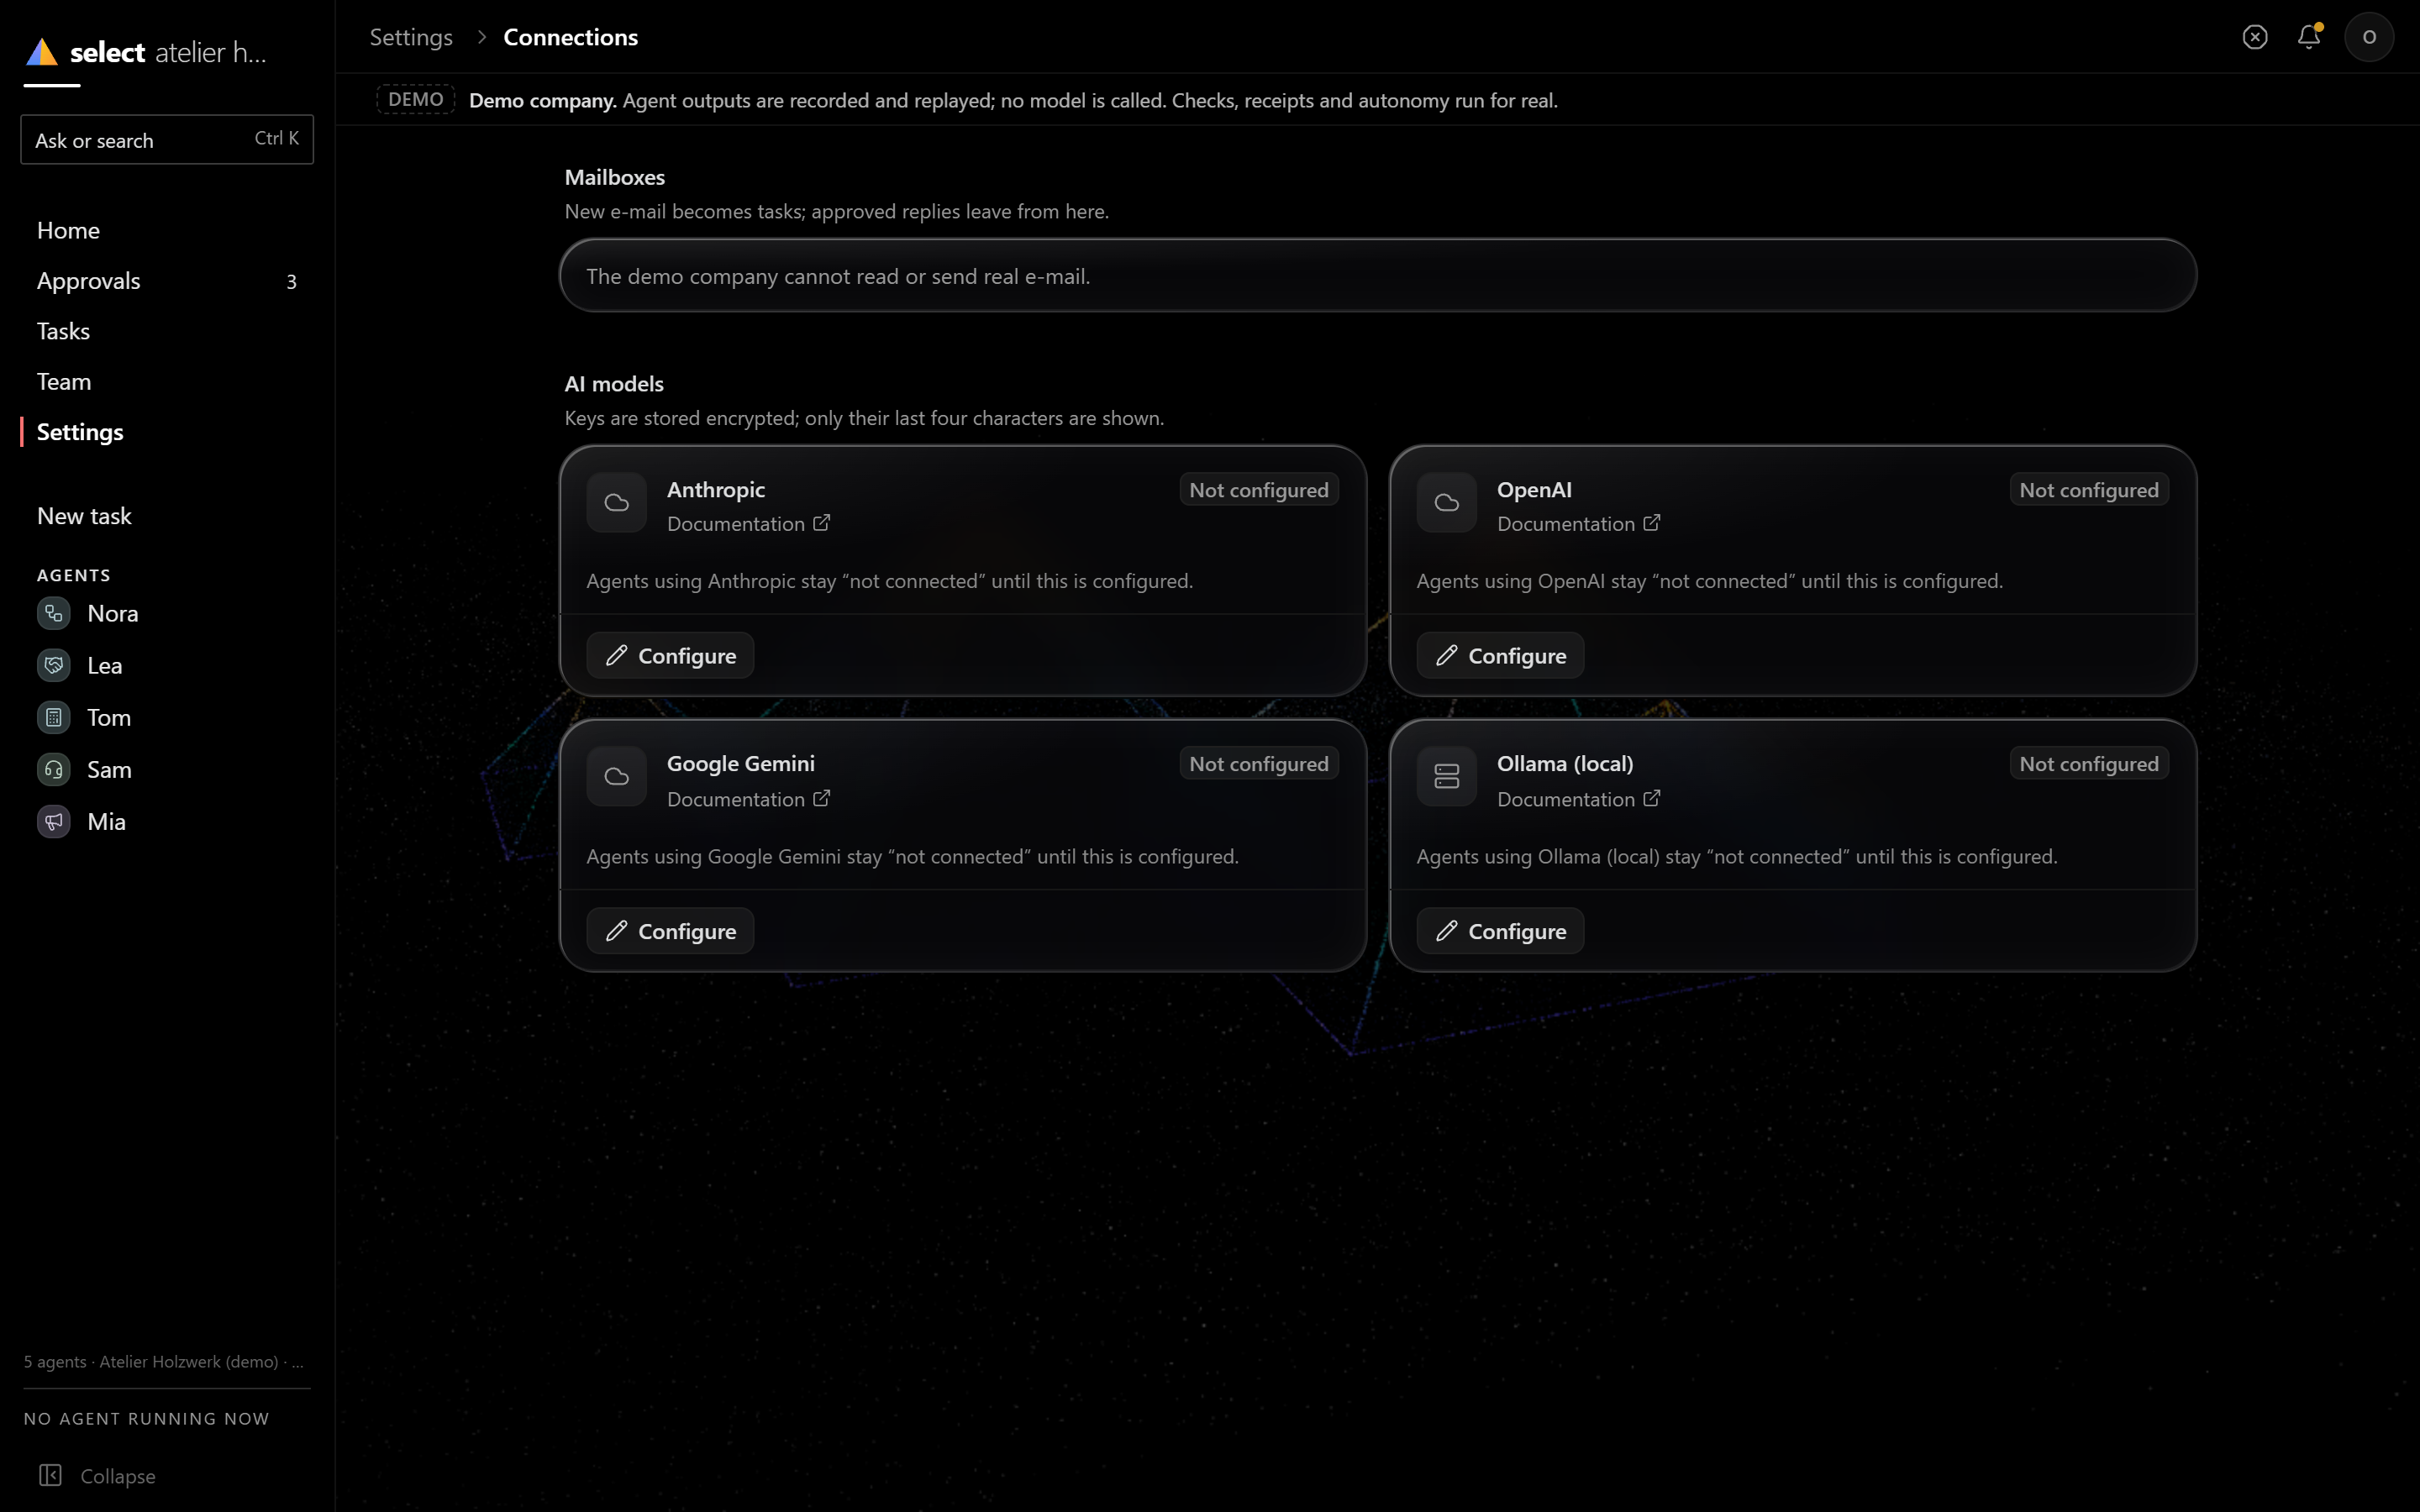 select atelier h...
Ask or search Ctrl K
Home
Approvals 3
Tasks
Team
Settings
New task
AGENTS
Nora
Lea
Tom
Sam
Mia
5 agents · Atelier Holzwerk (demo) · ...
NO AGENT RUNNING NOW
Collapse
Settings > Connections
O
DEMO Demo company. Agent outputs are recorded and replayed; no model is called. Checks, receipts and autonomy run for real.
Mailboxes
New e-mail becomes tasks; approved replies leave from here.
The demo company cannot read or send real e-mail.
AI models
Keys are stored encrypted; only their last four characters are shown.
Anthropic Not configured
Documentation
Agents using Anthropic stay “not connected” until this is configured.
Configure
OpenAI Not configured
Documentation
Agents using OpenAI stay “not connected” until this is configured.
Configure
Google Gemini Not configured
Documentation
Agents using Google Gemini stay “not connected” until this is configured.
Configure
Ollama (local) Not configured
Documentation
Agents using Ollama (local) stay “not connected” until this is configured.
Configure